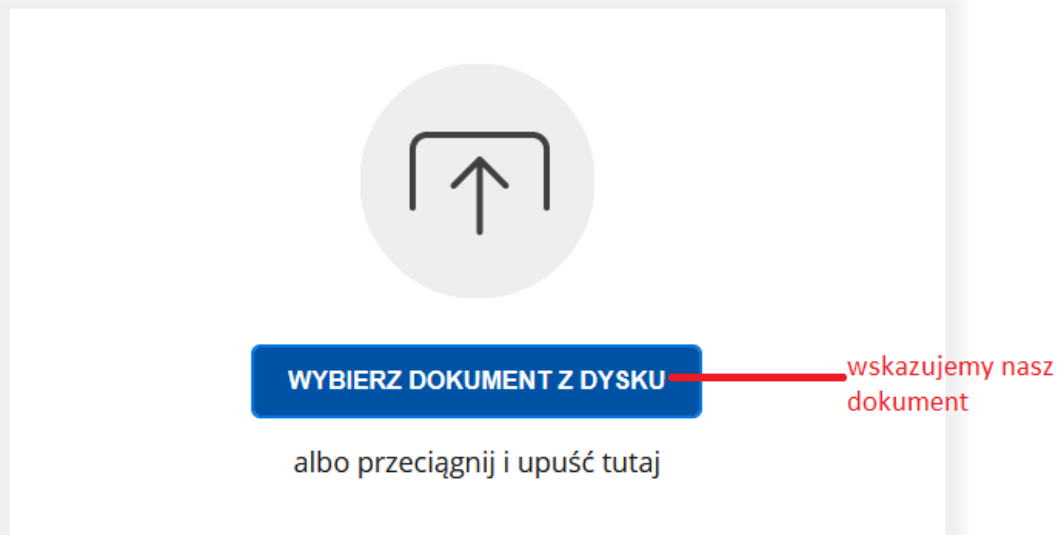 WYBIERZ DOKUMENT Z DYSKU
wskazujemy nasz
dokument
albo przeciągnij i upuść tutaj